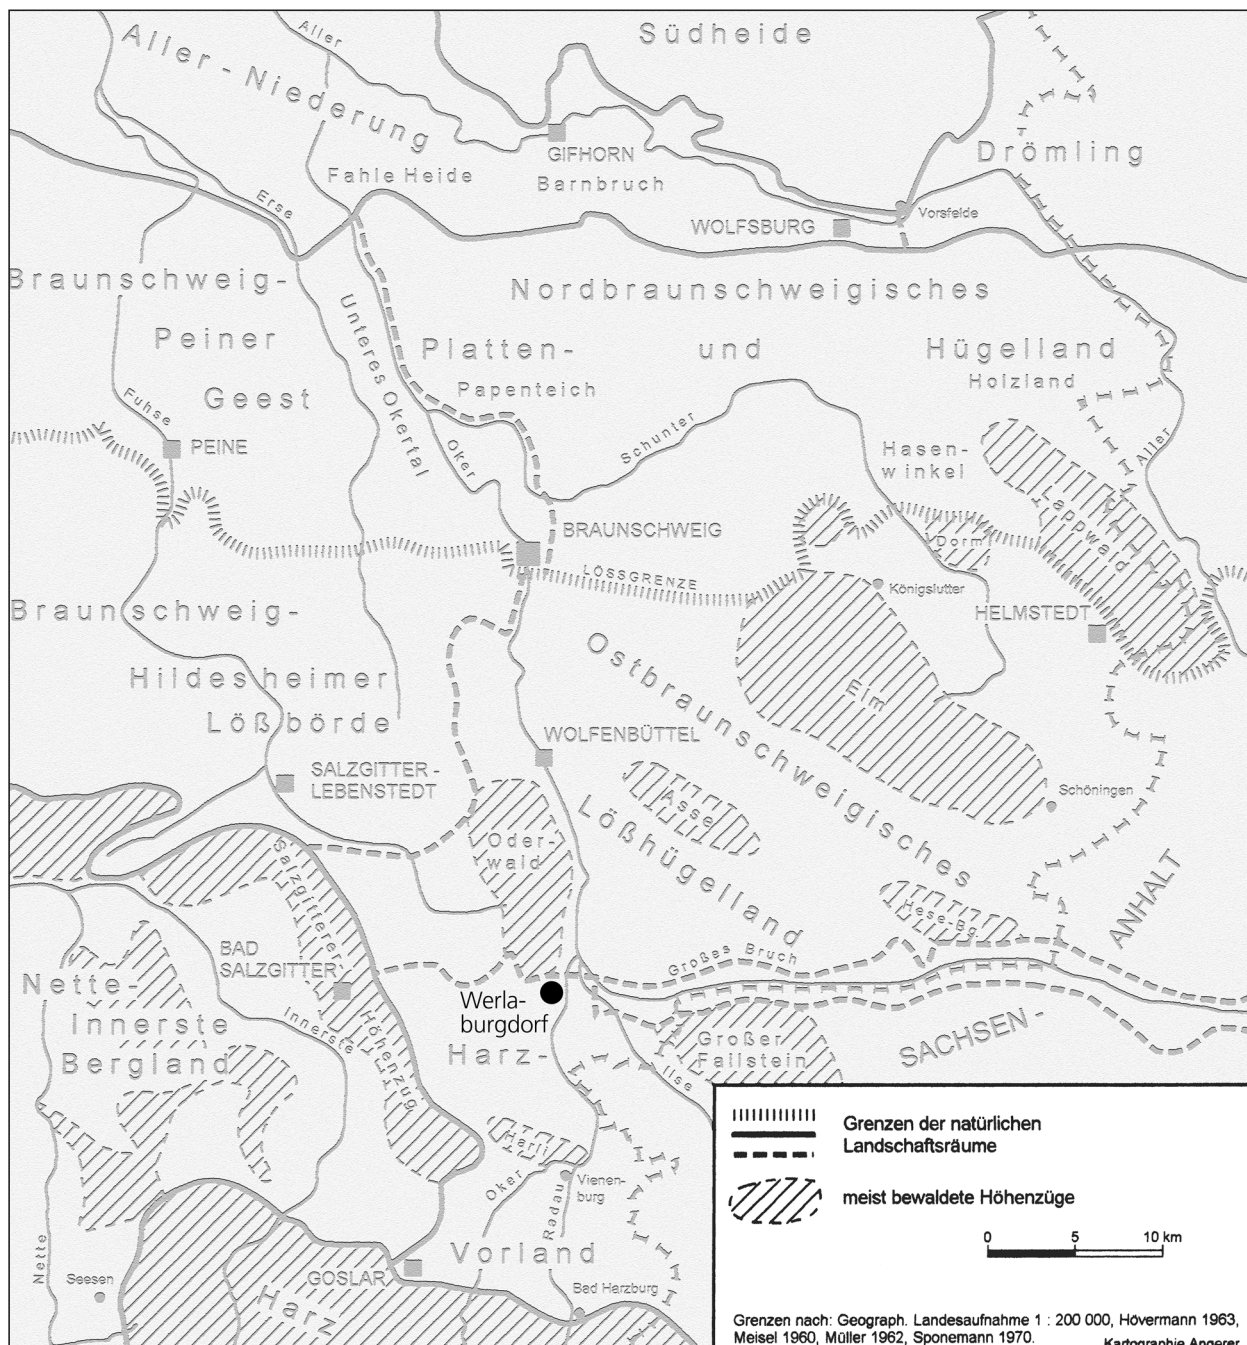 Südheide
Aller
Aller-Niederung
GIFHORN
Drömling
Fahle Heide
Barnbruch
Erse
Vorsfelde
WOLFSBURG
Braunschweig-
Peiner
Geest
Nordbraunschweigisches
Platten- und Hügelland
Unteres Okertal
Papenteich
Holzland
Fuhse
Oker
Schunter
Hasen-
winkel
Aller
PEINE
Lappwald
BRAUNSCHWEIG
Dorm
LÖSSGRENZE
Königslutter
HELMSTEDT
Braunschweig-
Hildesheimer
Lößbörde
Elm
Ostbraunschweigisches
Lößhügelland
WOLFENBÜTTEL
SALZGITTER-
LEBENSTEDT
Asse
Schöningen
Oder-
wald
Salzgitterer
Höhenzug
Hese-Bg.
SACHSEN-
ANHALT
Großes Bruch
BAD
SALZGITTER
Nette-
Innerste
Bergland
Innerste
Werla-
burgdorf
Harz-
Vorland
Großer
Fallstein
Ilse
Harli
Oker
Radau
Vienen-
burg
Nette
Seesen
GOSLAR
Harz
Bad Harzburg
Grenzen der natürlichen
Landschaftsräume
meist bewaldete Höhenzüge
0 5 10 km
Grenzen nach: Geograph. Landesaufnahme 1 : 200 000, Hövermann 1963,
Meisel 1960, Müller 1962, Sponemann 1970.
Kartographie Angerer